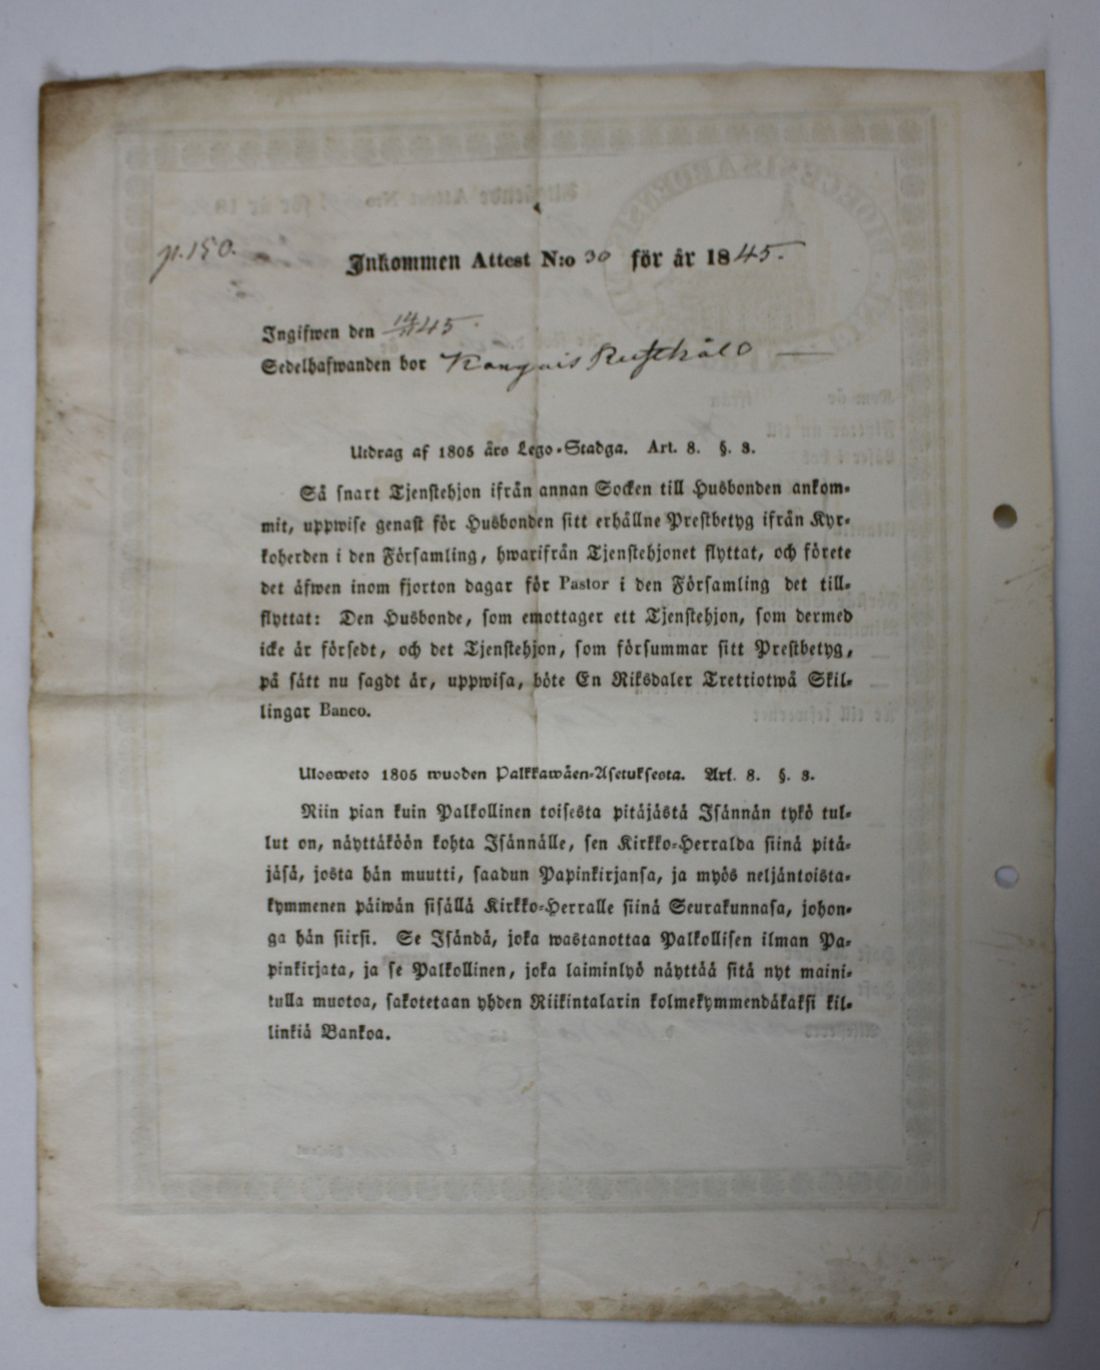 p. 150.
Inkommen Attest N:o 30 för år 1845.
Ingifwen den 14/11 45.
Sedelhafwanden bor Kangais Rusthåld
Utdrag af 1805 års Lego-Stadga. Art. 8. §. 3.
Så snart Tjenstehjon ifrån annan Socken till Husbonden ankom-
mit, uppwise genast för Husbonden sitt erhållne Prestbetyg ifrån Kyr-
koherden i den Församling, hwarifrån Tjenstehjonet flyttat, och förete
det äfwen inom fjorton dagar för Pastor i den Församling det till-
flyttat: Den Husbonde, som emottager ett Tjenstehjon, som dermed
icke är försedt, och det Tjenstehjon, som försummar sitt Prestbetyg,
på sätt nu sagdt är, uppwisa, böte En Riksdaler Trettiotwå Skil-
lingar Banco.
Ulosweto 1805 wuoden Palkkawäen-Asetuksesta. Art. 8. §. 3.
Niin pian kuin Palkollinen toisesta pitäjästä Isännän tykö tul-
lut on, näyttäköön kohta Isännälle, sen Kirkko-Herralda siinä pitä-
jäsä, josta hän muutti, saadun Papinkirjansa, ja myös neljäntoista-
kymmenen päiwän sisällä Kirkko-Herralle siinä Seurakunnasa, johon-
ga hän siirsi. Se Isändä, joka wastanottaa Palkollisen ilman Pa-
pinkirjata, ja se Palkollinen, joka laiminlyö näyttää sitä nyt maini-
tulla muotoa, sakotetaan yhden Riikintalarin kolmekymmendäkaksi kil-
linkiä Bankoa.